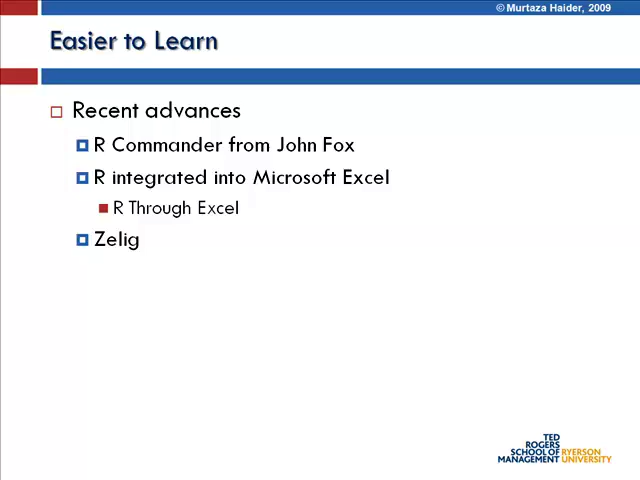 © Murtaza Haider, 2009
Easier to Learn
Recent advances
R Commander from John Fox
R integrated into Microsoft Excel
R Through Excel
Zelig
TED
ROGERS
SCHOOL OF RYERSON
MANAGEMENT UNIVERSITY